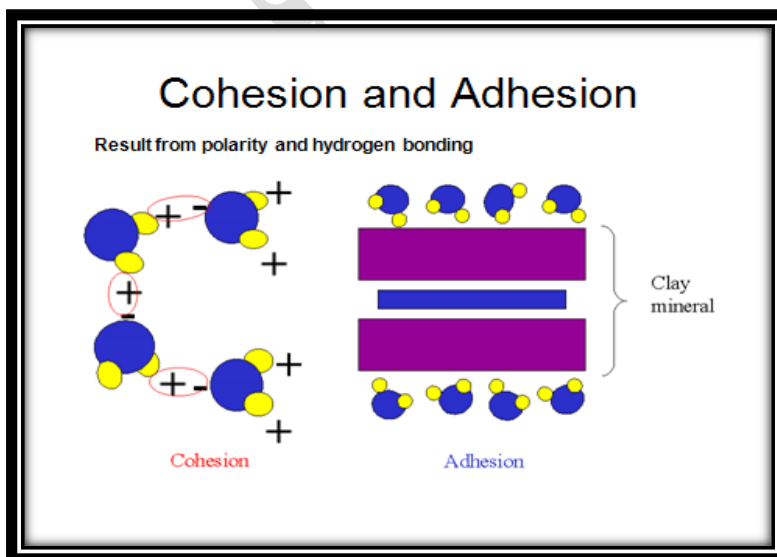 Cohesion and Adhesion
Result from polarity and hydrogen bonding
+
+ -
+
+
-
+ -
+
+
Clay
mineral
Cohesion
Adhesion